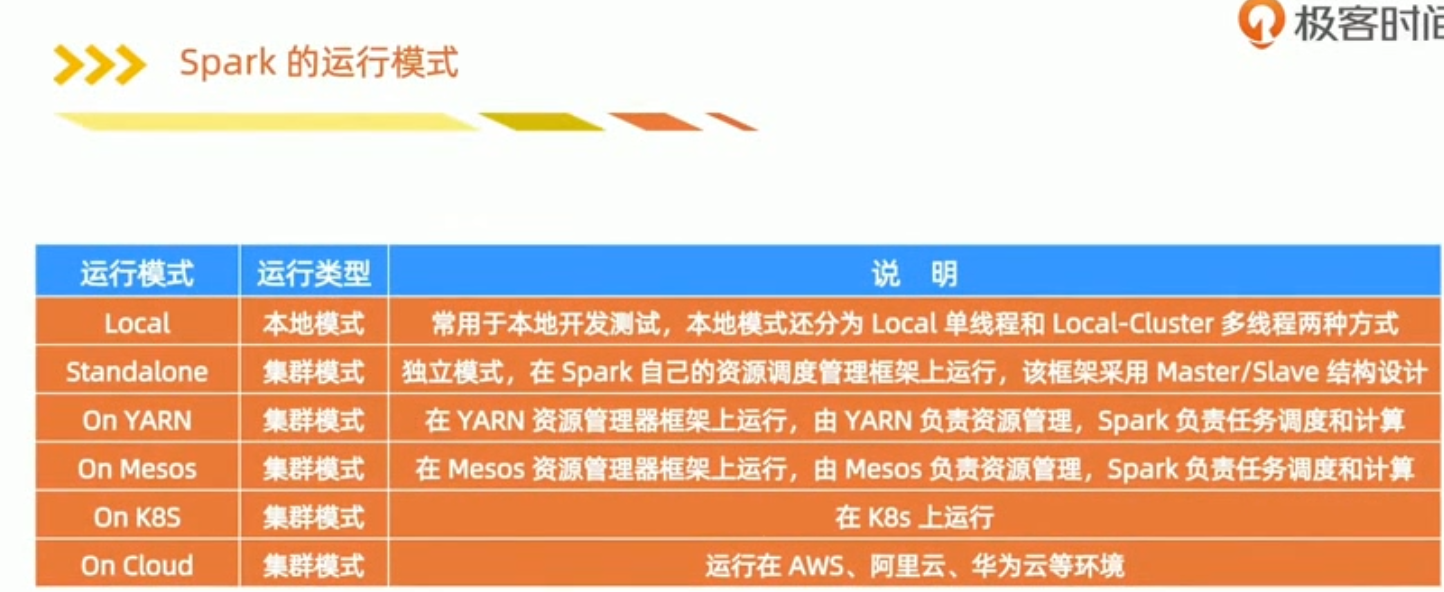 极客时间
Spark 的运行模式
运行模式 运行类型 说 明
Local 本地模式 常用于本地开发测试，本地模式还分为 Local 单线程和 Local-Cluster 多线程两种方式
Standalone 集群模式 独立模式，在 Spark 自己的资源调度管理框架上运行，该框架采用 Master/Slave 结构设计
On YARN 集群模式 在 YARN 资源管理器框架上运行，由 YARN 负责资源管理，Spark 负责任务调度和计算
On Mesos 集群模式 在 Mesos 资源管理器框架上运行，由 Mesos 负责资源管理，Spark 负责任务调度和计算
On K8S 集群模式 在 K8s 上运行
On Cloud 集群模式 运行在 AWS、阿里云、华为云等环境